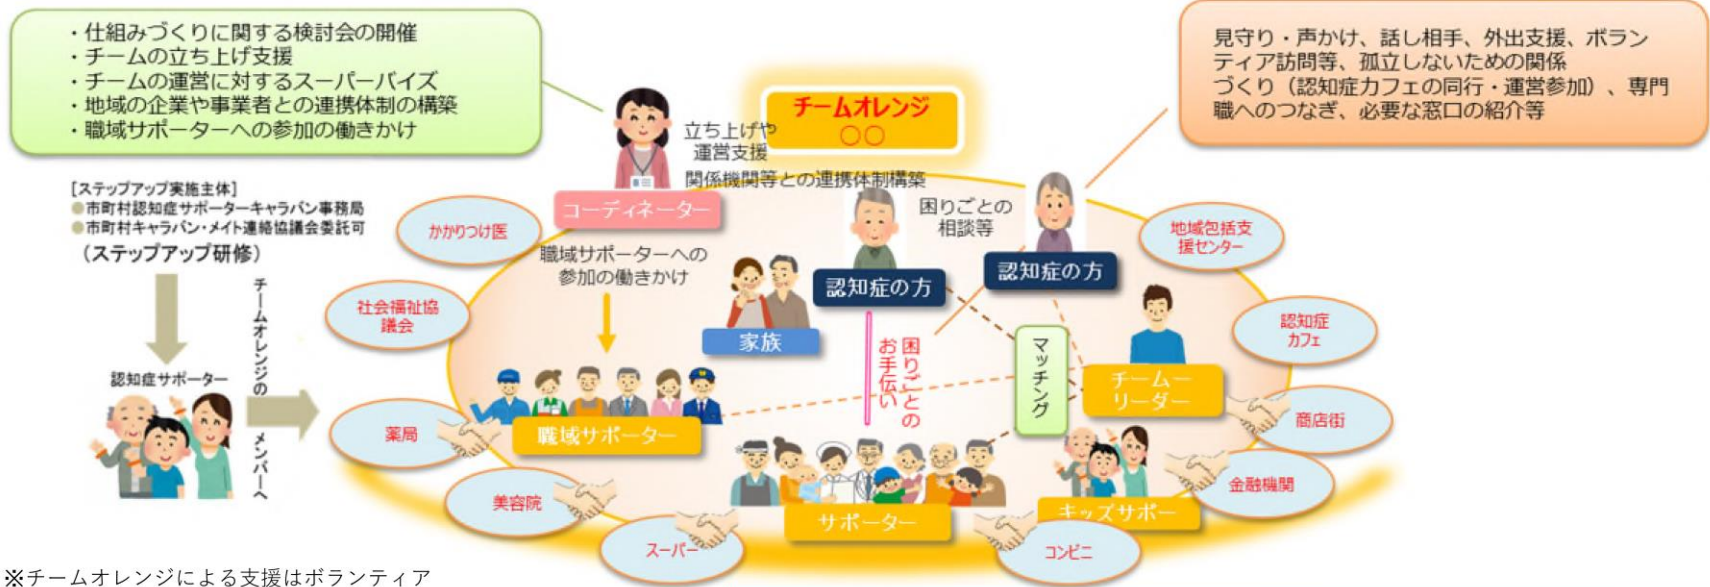 ・仕組みづくりに関する検討会の開催
・チームの立ち上げ支援
・チームの運営に対するスーパーバイズ
・地域の企業や事業者との連携体制の構築
・職域サポーターへの参加の働きかけ
見守り・声かけ、話し相手、外出支援、ボラン
ティア訪問等、孤立しないための関係
づくり（認知症カフェの同行・運営参加）、専門
職へのつなぎ、必要な窓口の紹介等
チームオレンジ
〇〇
立ち上げや
運営支援
関係機関等との連携体制構築
コーディネーター
[ステップアップ実施主体]
●市町村認知症サポーターキャラバン事務局
●市町村キャラバン・メイト連絡協議会委託可
（ステップアップ研修）
チームオレンジの
メンバーへ
認知症サポーター
かかりつけ医
社会福祉協
議会
薬局
美容院
スーパー
コンビニ
金融機関
商店街
認知症
カフェ
地域包括支
援センター
職域サポーターへの
参加の働きかけ
困りごとの
相談等
認知症の方
認知症の方
家族
困りごとの
お手伝い
マッチング
チームー
リーダー
職域サポーター
サポーター
キッズサポー
※チームオレンジによる支援はボランティア